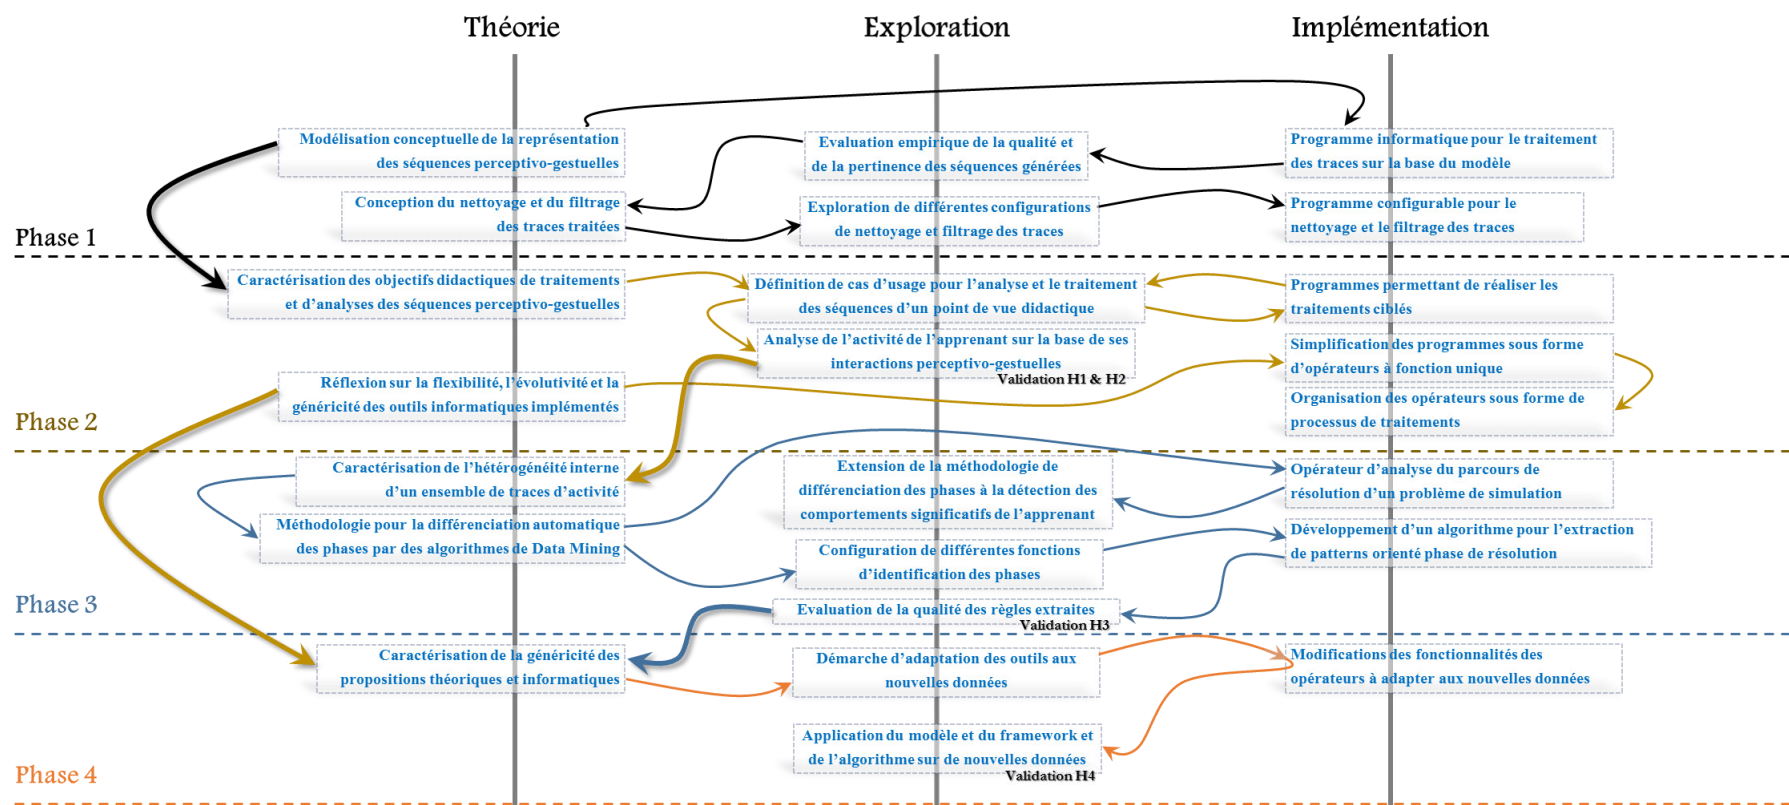 Théorie
Exploration
Implémentation
Modélisation conceptuelle de la représentation
des séquences perceptivo-gestuelles
Evaluation empirique de la qualité et
de la pertinence des séquences générées
Programme informatique pour le traitement
des traces sur la base du modèle
Conception du nettoyage et du filtrage
des traces traitées
Exploration de différentes configurations
de nettoyage et filtrage des traces
Programme configurable pour le
nettoyage et le filtrage des traces
Phase 1
Caractérisation des objectifs didactiques de traitements
et d'analyses des séquences perceptivo-gestuelles
Définition de cas d'usage pour l'analyse et le traitement
des séquences d'un point de vue didactique
Programmes permettant de réaliser les
traitements ciblés
Analyse de l'activité de l'apprenant sur la base de ses
interactions perceptivo-gestuelles
Validation H1 & H2
Simplification des programmes sous forme
d'opérateurs à fonction unique
Réflexion sur la flexibilité, l'évolutivité et la
généricité des outils informatiques implémentés
Organisation des opérateurs sous forme de
processus de traitements
Phase 2
Caractérisation de l'hétérogénéité interne
d'un ensemble de traces d'activité
Extension de la méthodologie de
différenciation des phases à la détection des
comportements significatifs de l'apprenant
Opérateur d'analyse du parcours de
résolution d'un problème de simulation
Méthodologie pour la différenciation automatique
des phases par des algorithmes de Data Mining
Configuration de différentes fonctions
d'identification des phases
Développement d'un algorithme pour l'extraction
de patterns orienté phase de résolution
Evaluation de la qualité des règles extraites
Validation H3
Phase 3
Caractérisation de la généricité des
propositions théoriques et informatiques
Démarche d'adaptation des outils aux
nouvelles données
Modifications des fonctionnalités des
opérateurs à adapter aux nouvelles données
Application du modèle et du framework et
de l'algorithme sur de nouvelles données
Validation H4
Phase 4